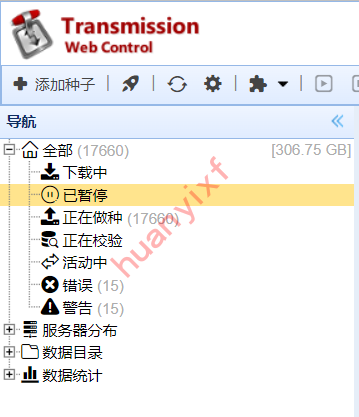 Transmission
Web Control
添加种子
导航
全部 (17660) [306.75 GB]
下载中
已暂停
正在做种 (17660)
正在校验
活动中
错误 (15)
警告 (15)
服务器分布
数据目录
数据统计
huanyixf